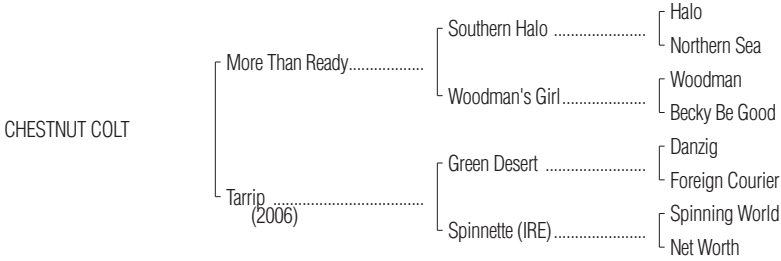 CHESTNUT COLT
More Than Ready..................
Tarrip ....................................
(2006)
Southern Halo ......................
Woodman's Girl....................
Green Desert ........................
Spinnette (IRE)......................
Halo
Northern Sea
Woodman
Becky Be Good
Danzig
Foreign Courier
Spinning World
Net Worth